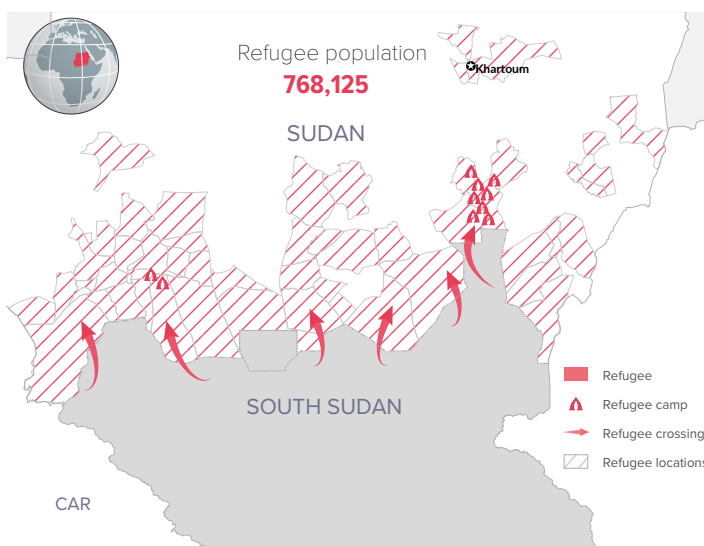 Refugee population
768,125
Khartoum
SUDAN
SOUTH SUDAN
CAR
Refugee
Refugee camp
Refugee crossing
Refugee locations